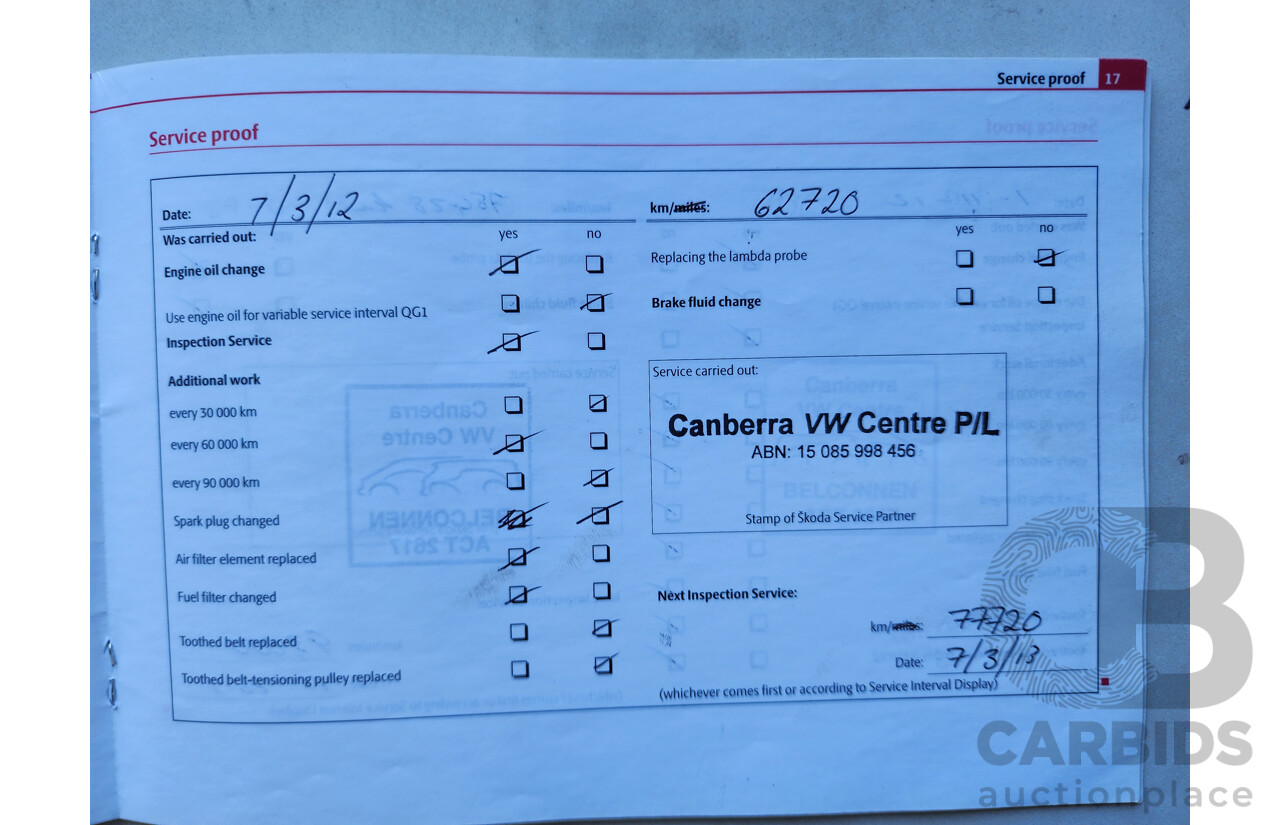 Service proof 17
Service proof
Date: 7/3/12
km/miles: 62720
Was carried out: yes no
Engine oil change
Use engine oil for variable service interval QG1
Inspection Service
Additional work
every 30 000 km
every 60 000 km
every 90 000 km
Spark plug changed
Air filter element replaced
Fuel filter changed
Toothed belt replaced
Toothed belt-tensioning pulley replaced
yes no
Replacing the lambda probe
Brake fluid change
Service carried out:
Canberra VW Centre P/L
ABN: 15 085 998 456
Stamp of Škoda Service Partner
Next Inspection Service:
km/miles: 77720
Date: 7/3/13
(whichever comes first or according to Service Interval Display)
CB
CARBIDS
auctionplace